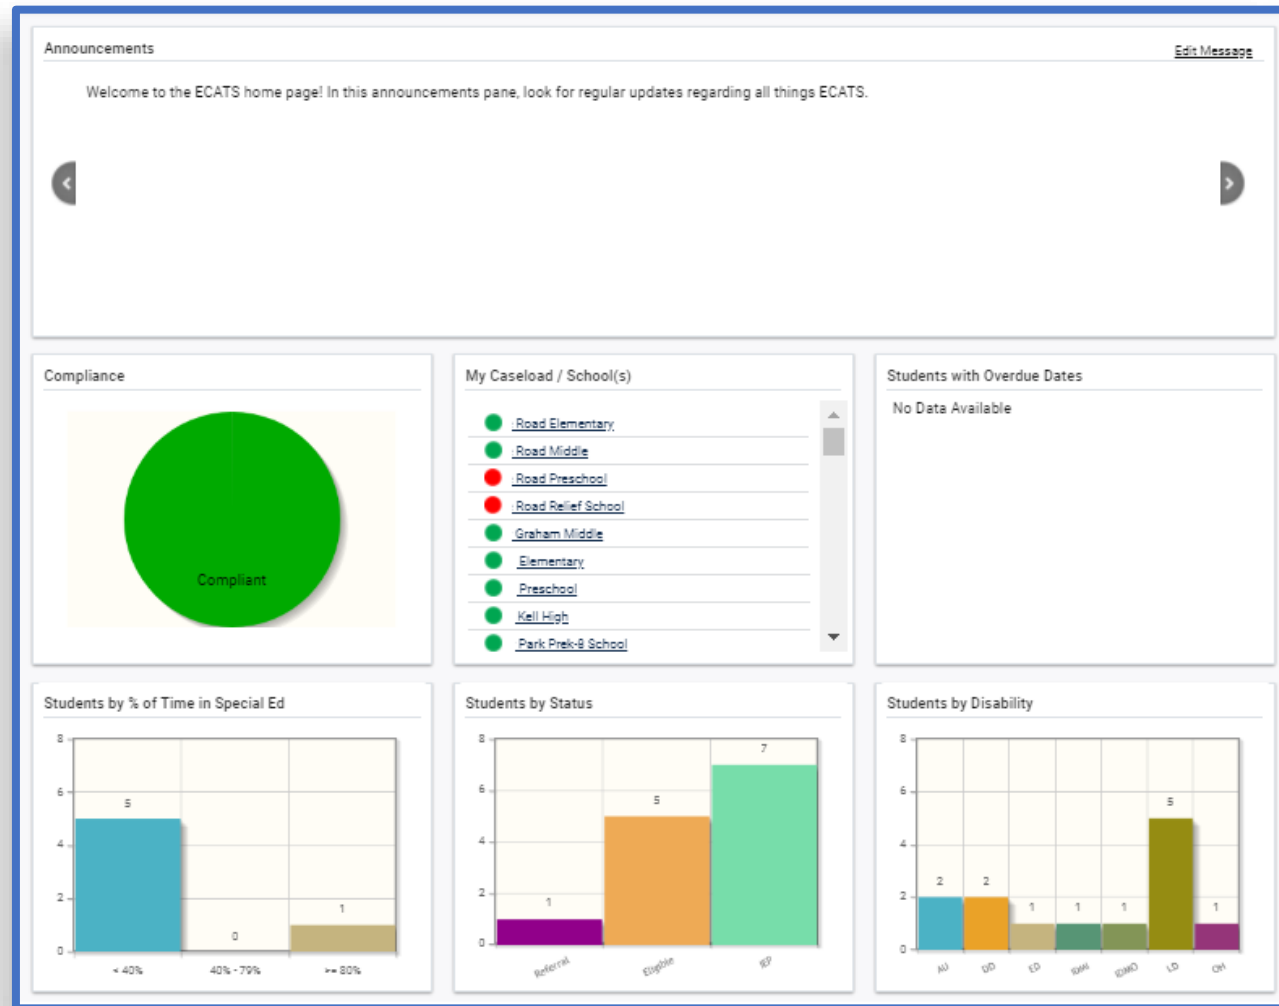 Announcements
Edit Message
Welcome to the ECATS home page! In this announcements pane, look for regular updates regarding all things ECATS.
Compliance
Compliant
My Caseload / School(s)
Road Elementary
Road Middle
Road Preschool
Road Relief School
Graham Middle
Elementary
Preschool
Kell High
Park Prek-8 School
Students with Overdue Dates
No Data Available
Students by % of Time in Special Ed
8
6
4
2
0
5
0
1
< 40%
40% - 79%
>= 80%
Students by Status
8
6
4
2
0
1
5
7
Referral
Eligible
IEP
Students by Disability
8
6
4
2
0
2
2
1
1
1
5
1
AU
DD
ED
IDMI
IDMO
LD
OH